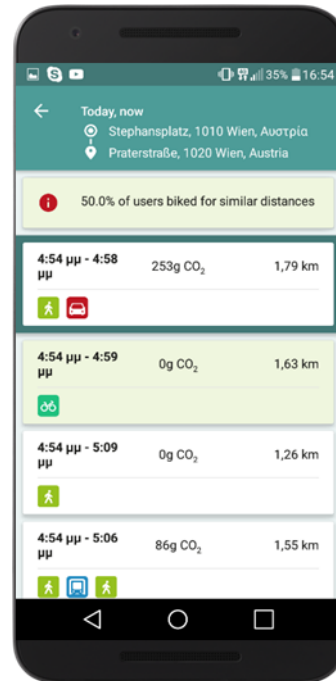 35% 16:54
Today, now
Stephansplatz, 1010 Wien, Αυστρία
Praterstraße, 1020 Wien, Austria
50.0% of users biked for similar distances
4:54 μμ - 4:58 μμ 253g CO₂ 1,79 km
4:54 μμ - 4:59 μμ 0g CO₂ 1,63 km
4:54 μμ - 5:09 μμ 0g CO₂ 1,26 km
4:54 μμ - 5:06 μμ 86g CO₂ 1,55 km